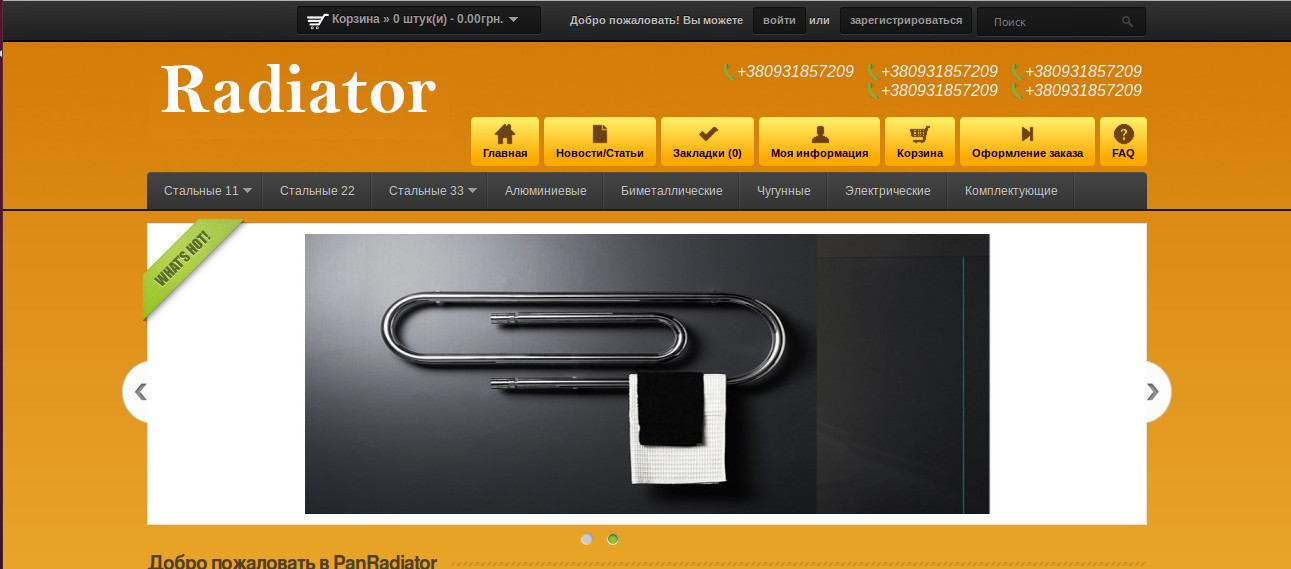 Корзина » 0 штук(и) - 0.00грн.
Добро пожаловать! Вы можете войти или зарегистрироваться
Поиск
Radiator
+380931857209 +380931857209 +380931857209
+380931857209 +380931857209
Главная Новости/Статьи Закладки (0) Моя информация Корзина Оформление заказа FAQ
Стальные 11 Стальные 22 Стальные 33 Алюминиевые Биметаллические Чугунные Электрические Комплектующие
WHAT'S HOT!
Добро пожаловать в PanRadiator